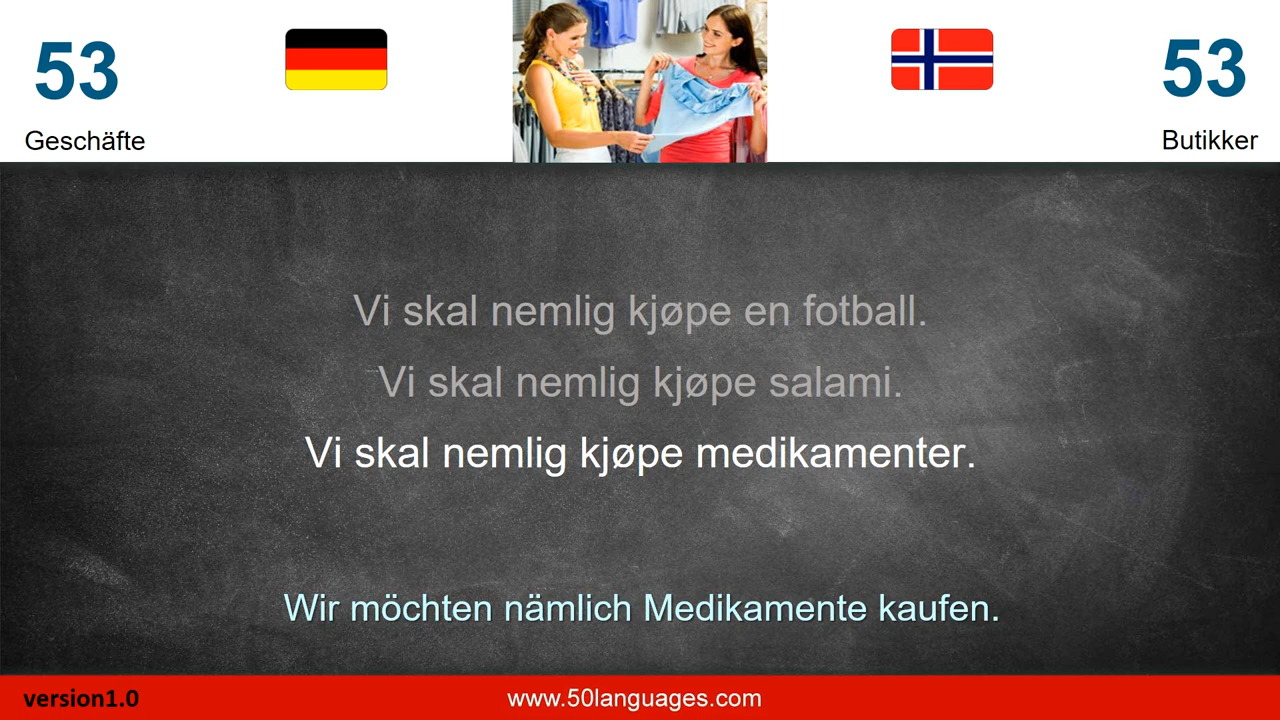 53
53
Geschäfte
Butikker
Vi skal nemlig kjøpe en fotball.
Vi skal nemlig kjøpe salami.
Vi skal nemlig kjøpe medikamenter.
Wir möchten nämlich Medikamente kaufen.
version1.0
www.50languages.com